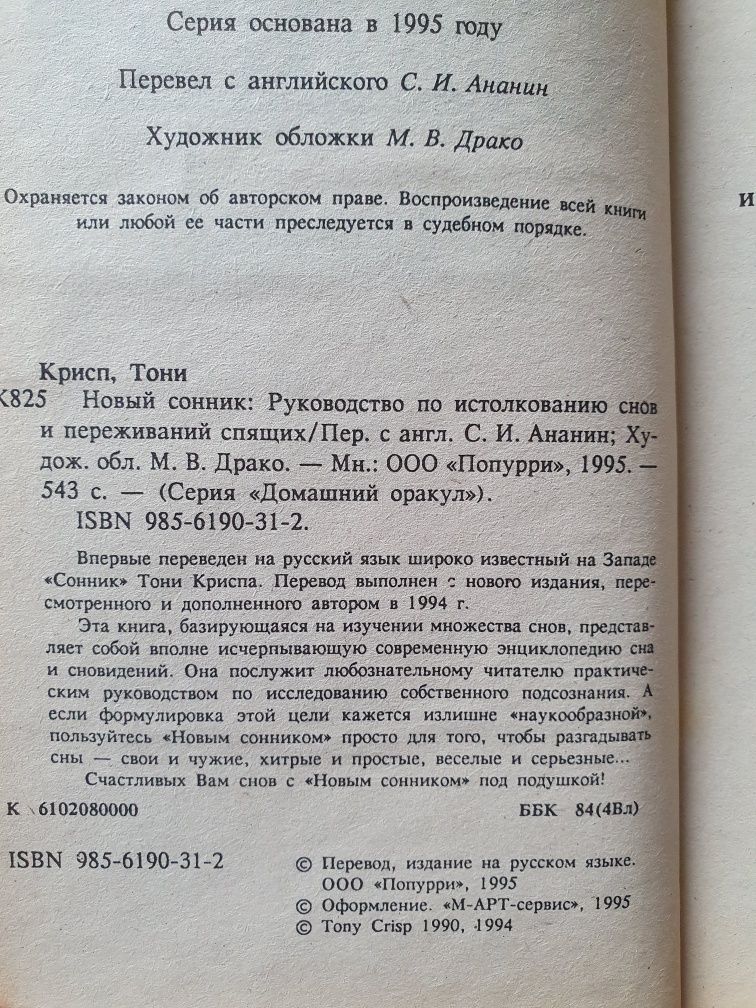 Серия основана в 1995 году
Перевел с английского С. И. Ананин
Художник обложки М. В. Драко
Охраняется законом об авторском праве. Воспроизведение всей книги
или любой ее части преследуется в судебном порядке.
И
Крисп, Тони
К825 Новый сонник: Руководство по истолкованию снов
и переживаний спящих/Пер. с англ. С. И. Ананин; Ху-
дож. обл. М. В. Драко. — Мн.: ООО «Попурри», 1995. —
543 с. — (Серия «Домашний оракул»).
ISBN 985-6190-31-2.
Впервые переведен на русский язык широко известный на Западе
«Сонник» Тони Криспа. Перевод выполнен с нового издания, пере-
смотренного и дополненного автором в 1994 г.
Эта книга, базирующаяся на изучении множества снов, представ-
ляет собой вполне исчерпывающую современную энциклопедию сна
и сновидений. Она послужит любознательному читателю практиче-
ским руководством по исследованию собственного подсознания. А
если формулировка этой цели кажется излишне «наукообразной»,
пользуйтесь «Новым сонником» просто для того, чтобы разгадывать
сны — свои и чужие, хитрые и простые, веселые и серьезные...
Счастливых Вам снов с «Новым сонником» под подушкой!
К 6102080000 ББК 84(4Вл)
ISBN 985-6190-31-2
© Перевод, издание на русском языке.
ООО «Попурри», 1995
© Оформление. «М-АРТ-сервис», 1995
© Tony Crisp 1990, 1994